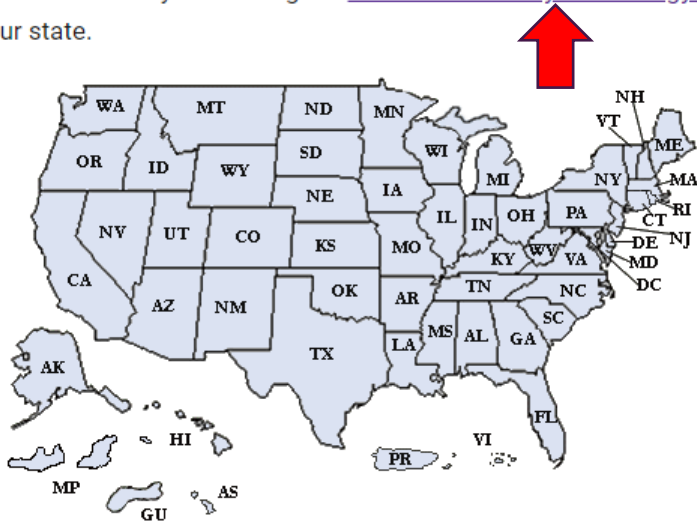 ur state.
NH
VT
WA
MT
ND
MN
ME
OR
ID
WY
SD
WI
MI
NY
MA
RI
CT
NE
IA
PA
NJ
NV
UT
CO
IL
IN
OH
DE
MD
DC
KS
MO
KY
WV
VA
CA
AZ
NM
OK
AR
TN
NC
SC
TX
LA
MS
AL
GA
AK
FL
HI
VI
PR
MP
GU
AS